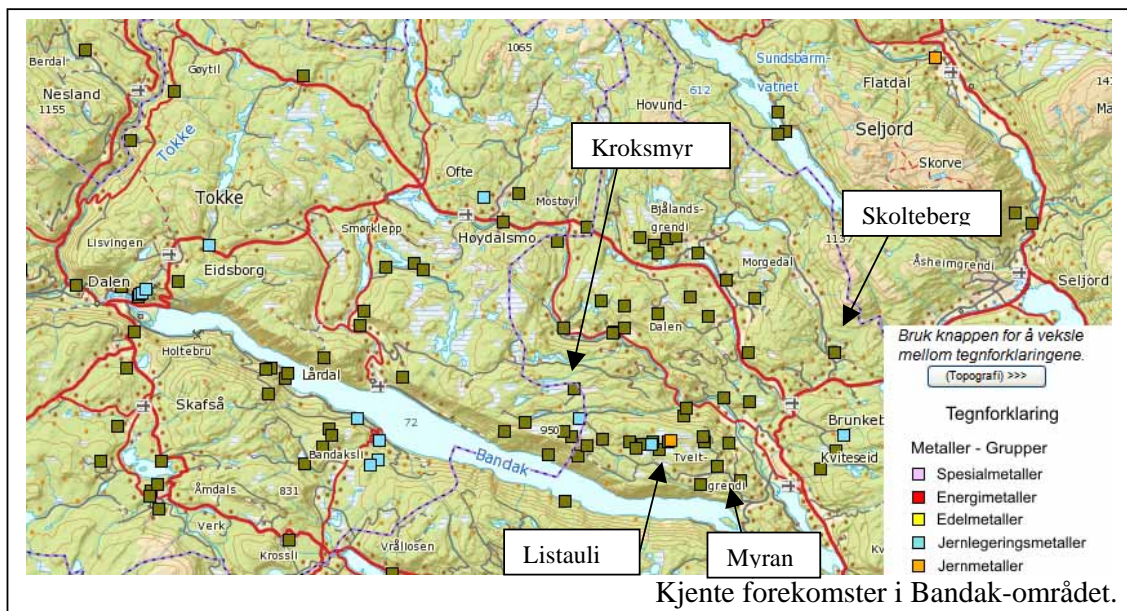 1065
Sundsbarm-
vatnet
Berdal
Gøytil
Flatdal
Nesland
1155
612
Hovund-
Kroksmyr
Seljord
Tokke
Skorve
Ofte
Tokke
Mostøyl
Bjålands-
grendi
Skolteberg
Lisvingen
Smørklepp
Høydalsmo
1137
Morgedal
Åsheimgrendi
Eidsborg
Dalen
Seljord
Holtebru
Dalen
Bruk knappen for å veksle
mellom tegnforklaringene.
Lårdal
(Topografi) >>>
Skafså
72
950
Brunkeb
Tegnforklaring
Bandaksli
Bandak
Tveit-
grendi
Kviteseid
Metaller - Grupper
Spesialmetaller
Åmdals
Verk
831
Energimetaller
Edelmetaller
Krossli
Vråliosen
Listauli
Myran
Jernlegeringsmetaller
Jernmetaller
Kjente forekomster i Bandak-området.